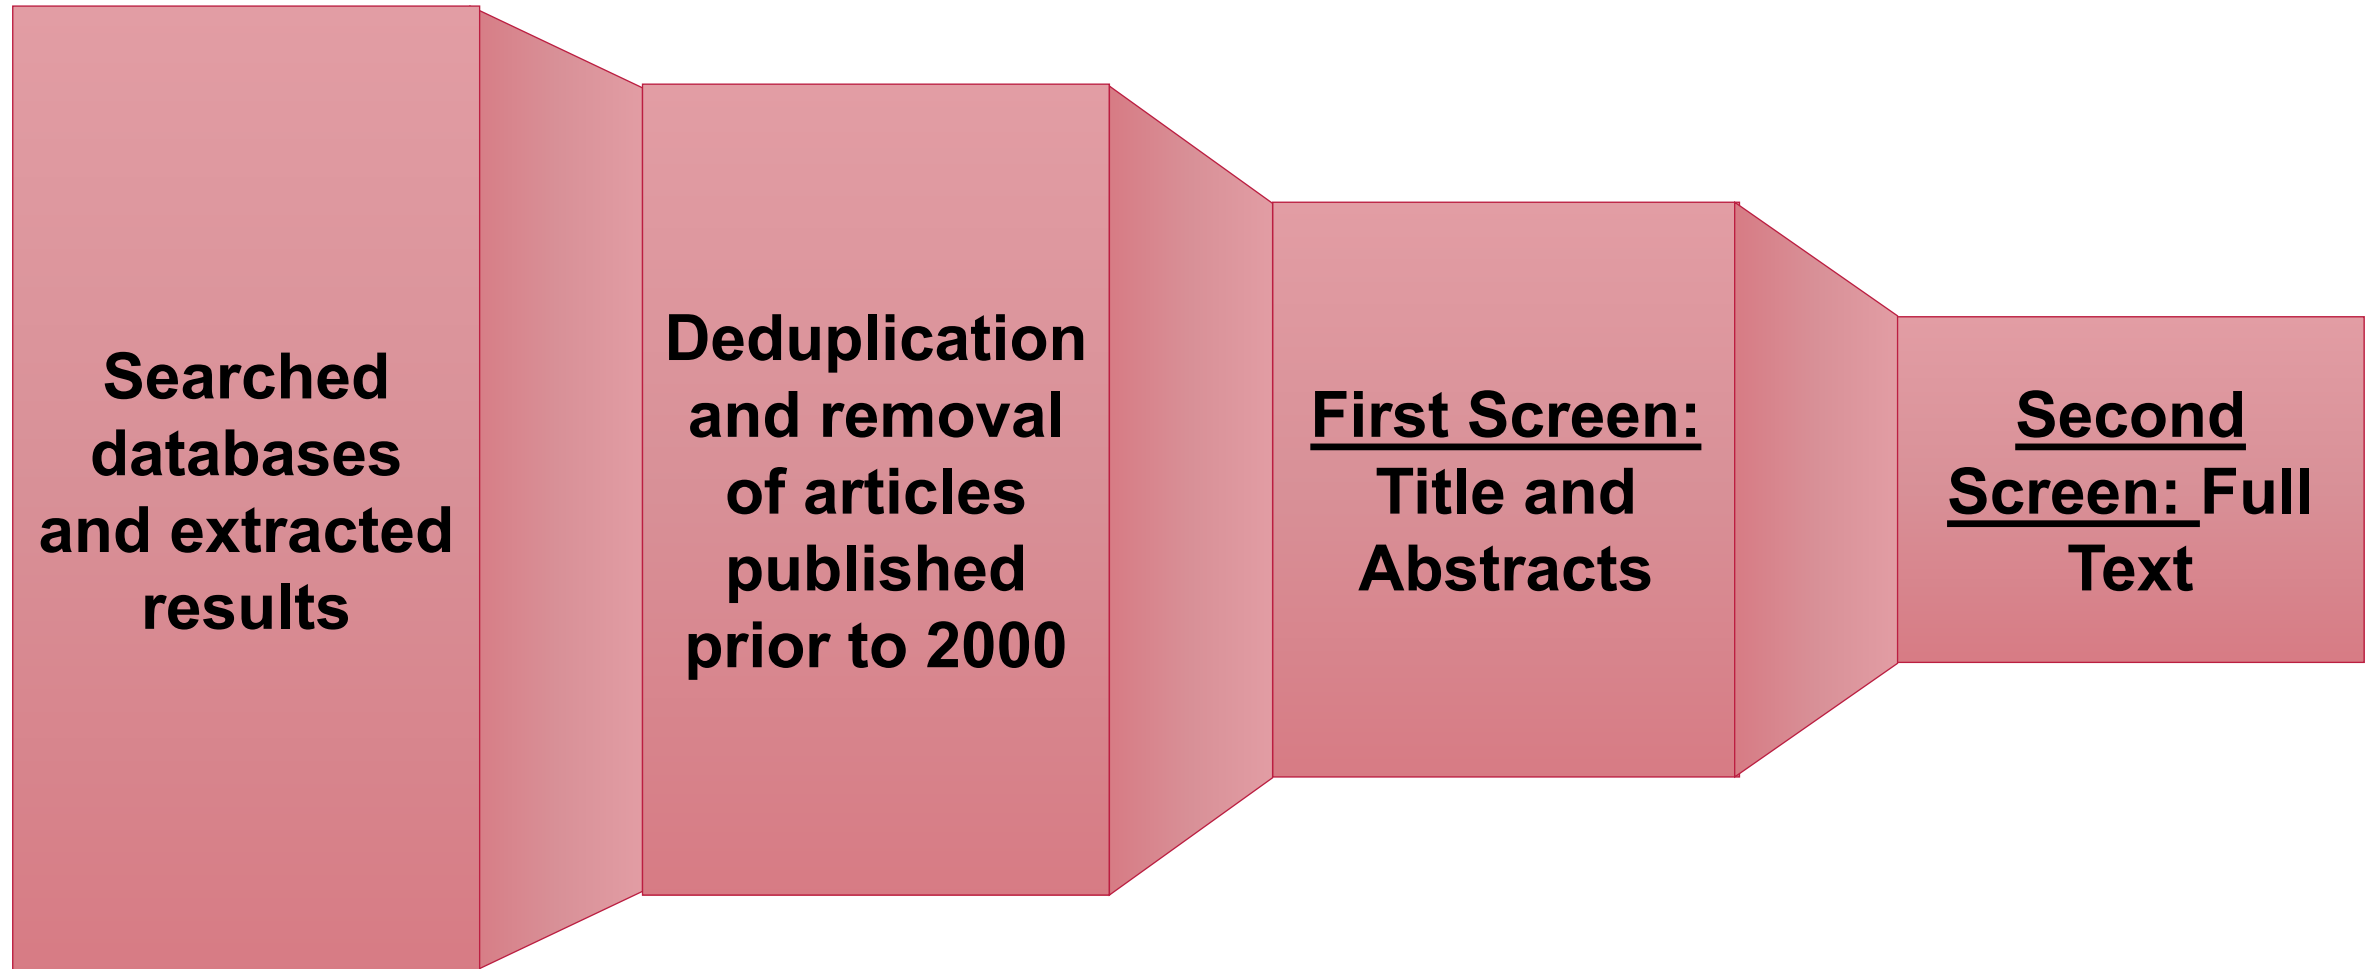 Searched
databases
and extracted
results
Deduplication
and removal
of articles
published
prior to 2000
First Screen:
Title and
Abstracts
Second
Screen: Full
Text